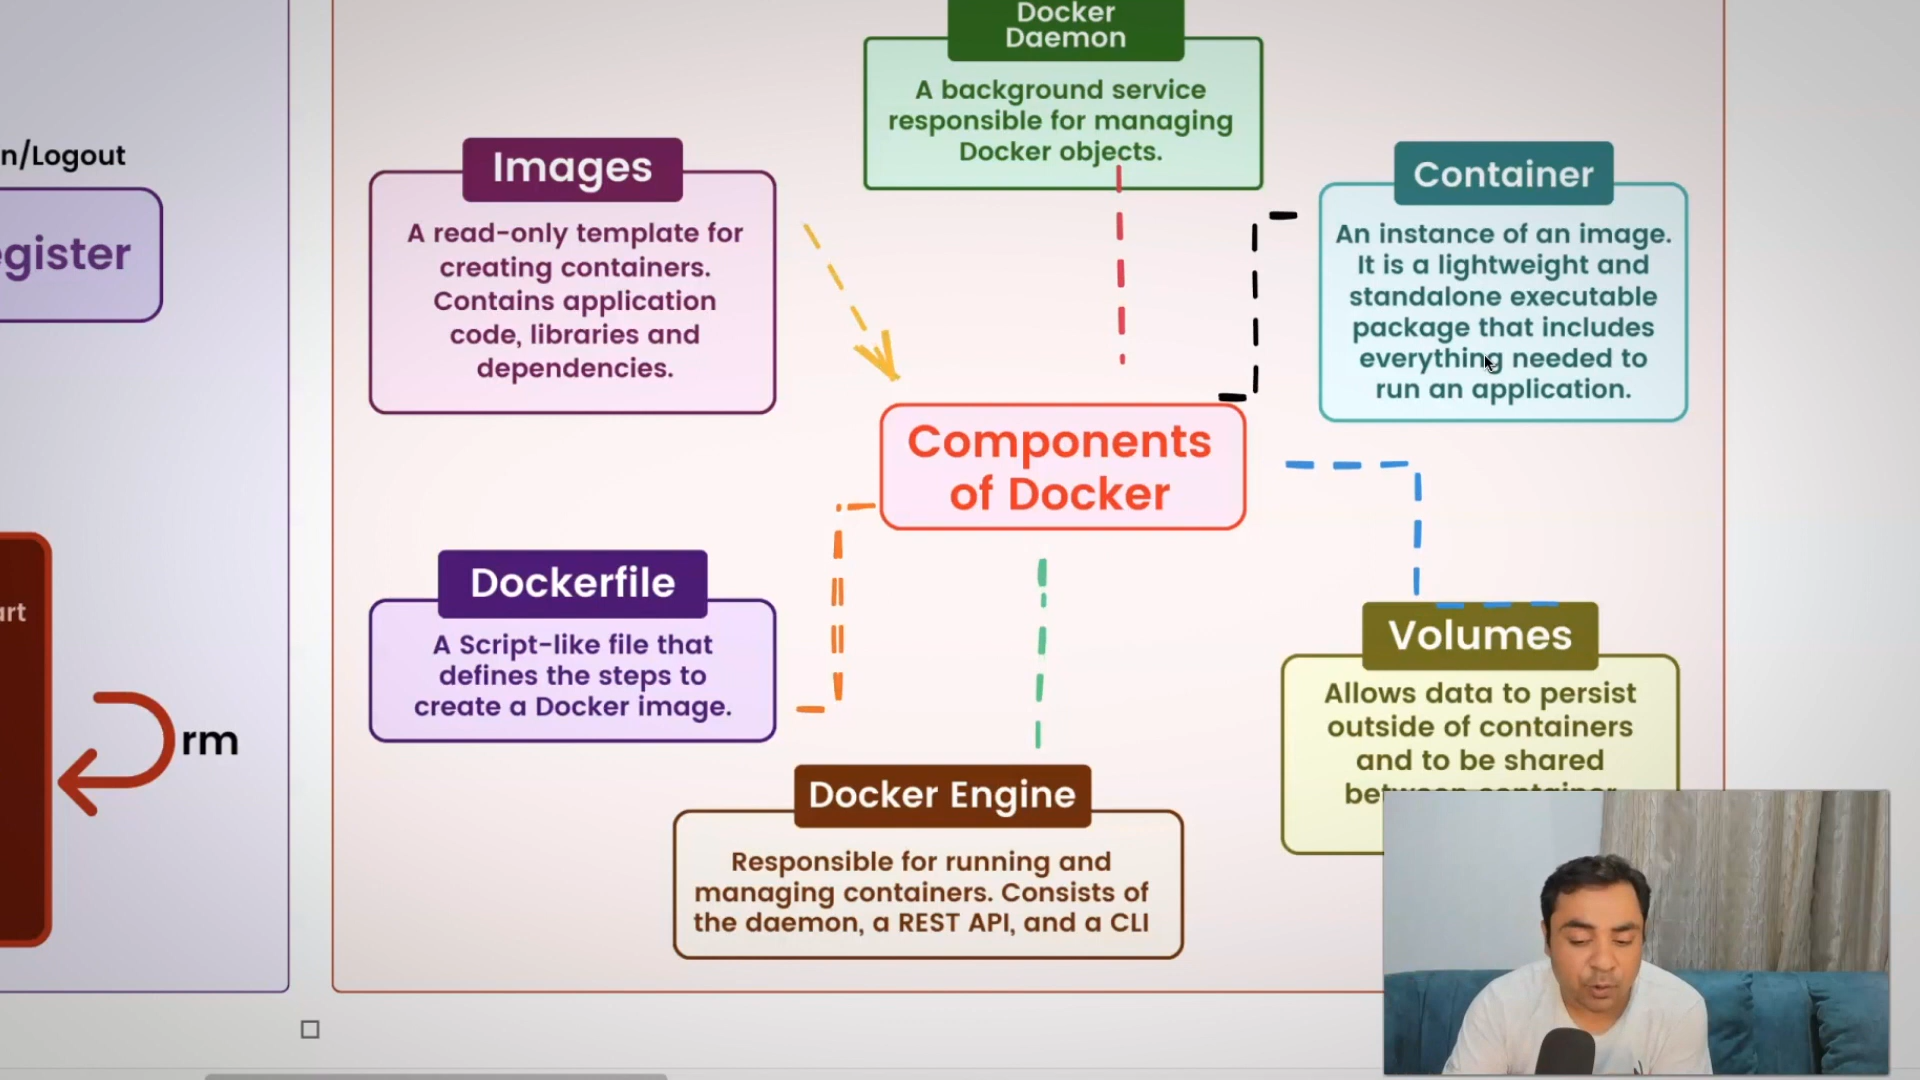 n/Logout
egister
art
rm
Docker
Daemon
A background service
responsible for managing
Docker objects.
Images
A read-only template for
creating containers.
Contains application
code, libraries and
dependencies.
Container
An instance of an image.
It is a lightweight and
standalone executable
package that includes
everything needed to
run an application.
Components
of Docker
Dockerfile
A Script-like file that
defines the steps to
create a Docker image.
Volumes
Allows data to persist
outside of containers
and to be shared
between container
Docker Engine
Responsible for running and
managing containers. Consists of
the daemon, a REST API, and a CLI